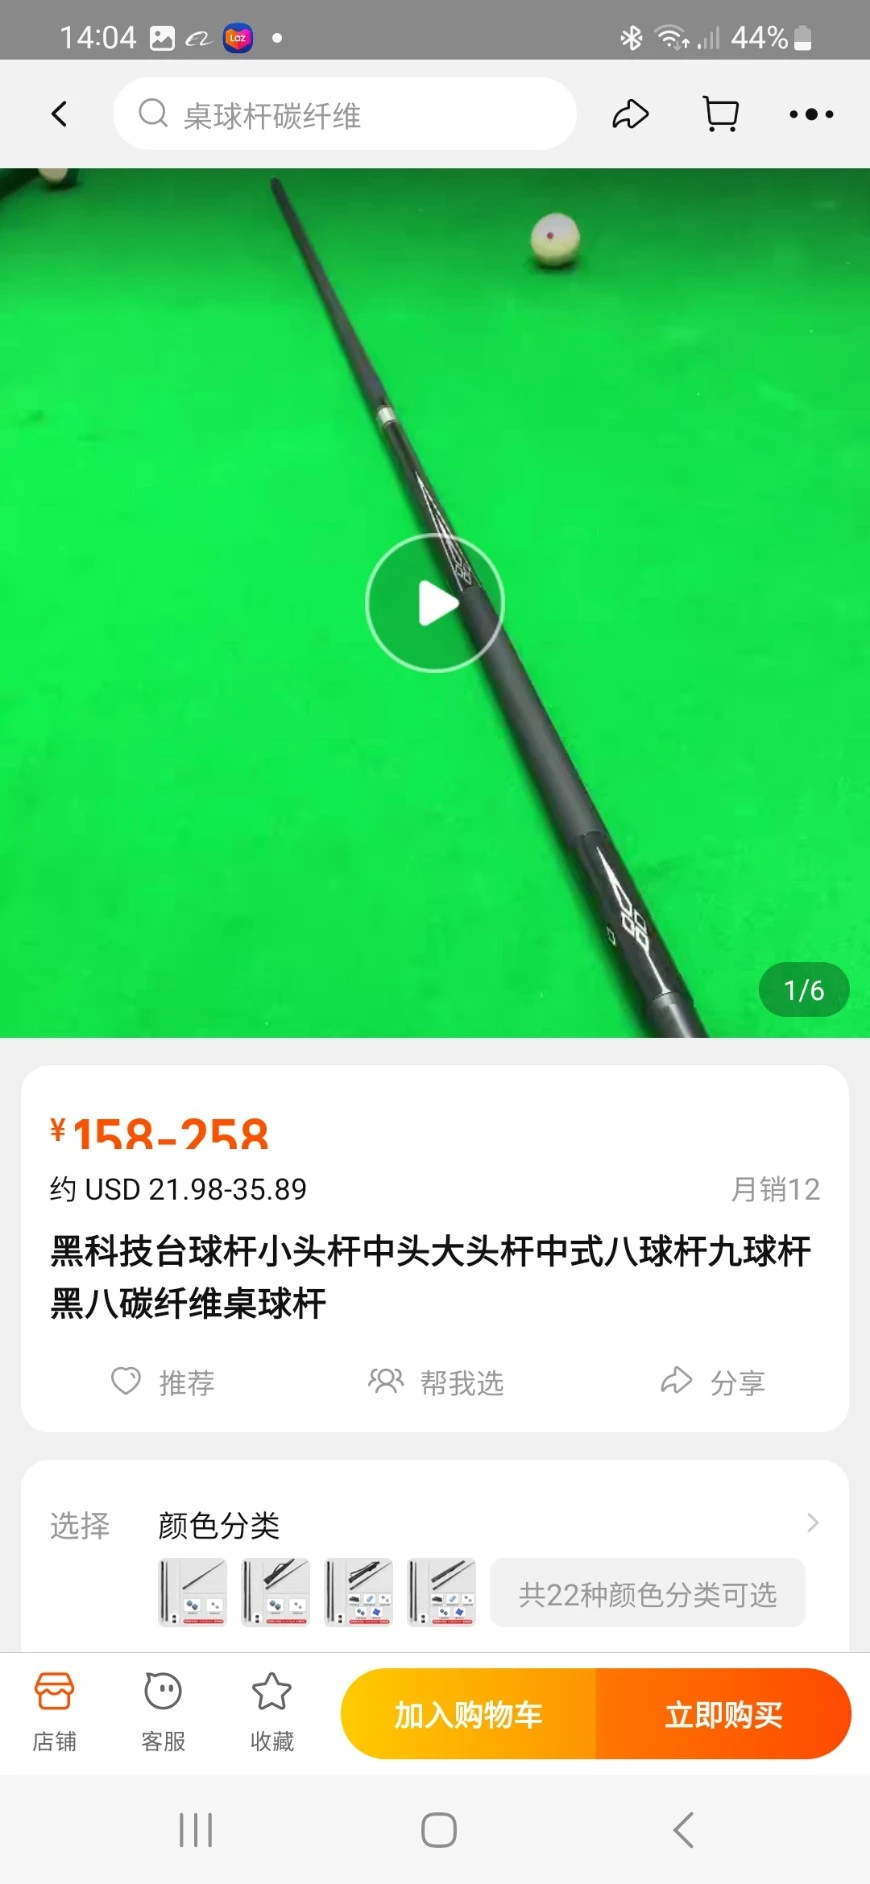 14:04
Laz
44%
桌球杆碳纤维
1/6
¥158-258
约 USD 21.98-35.89
月销12
黑科技台球杆小头杆中头大头杆中式八球杆九球杆
黑八碳纤维桌球杆
推荐
帮我选
分享
选择
颜色分类
共22种颜色分类可选
店铺
客服
收藏
加入购物车
立即购买